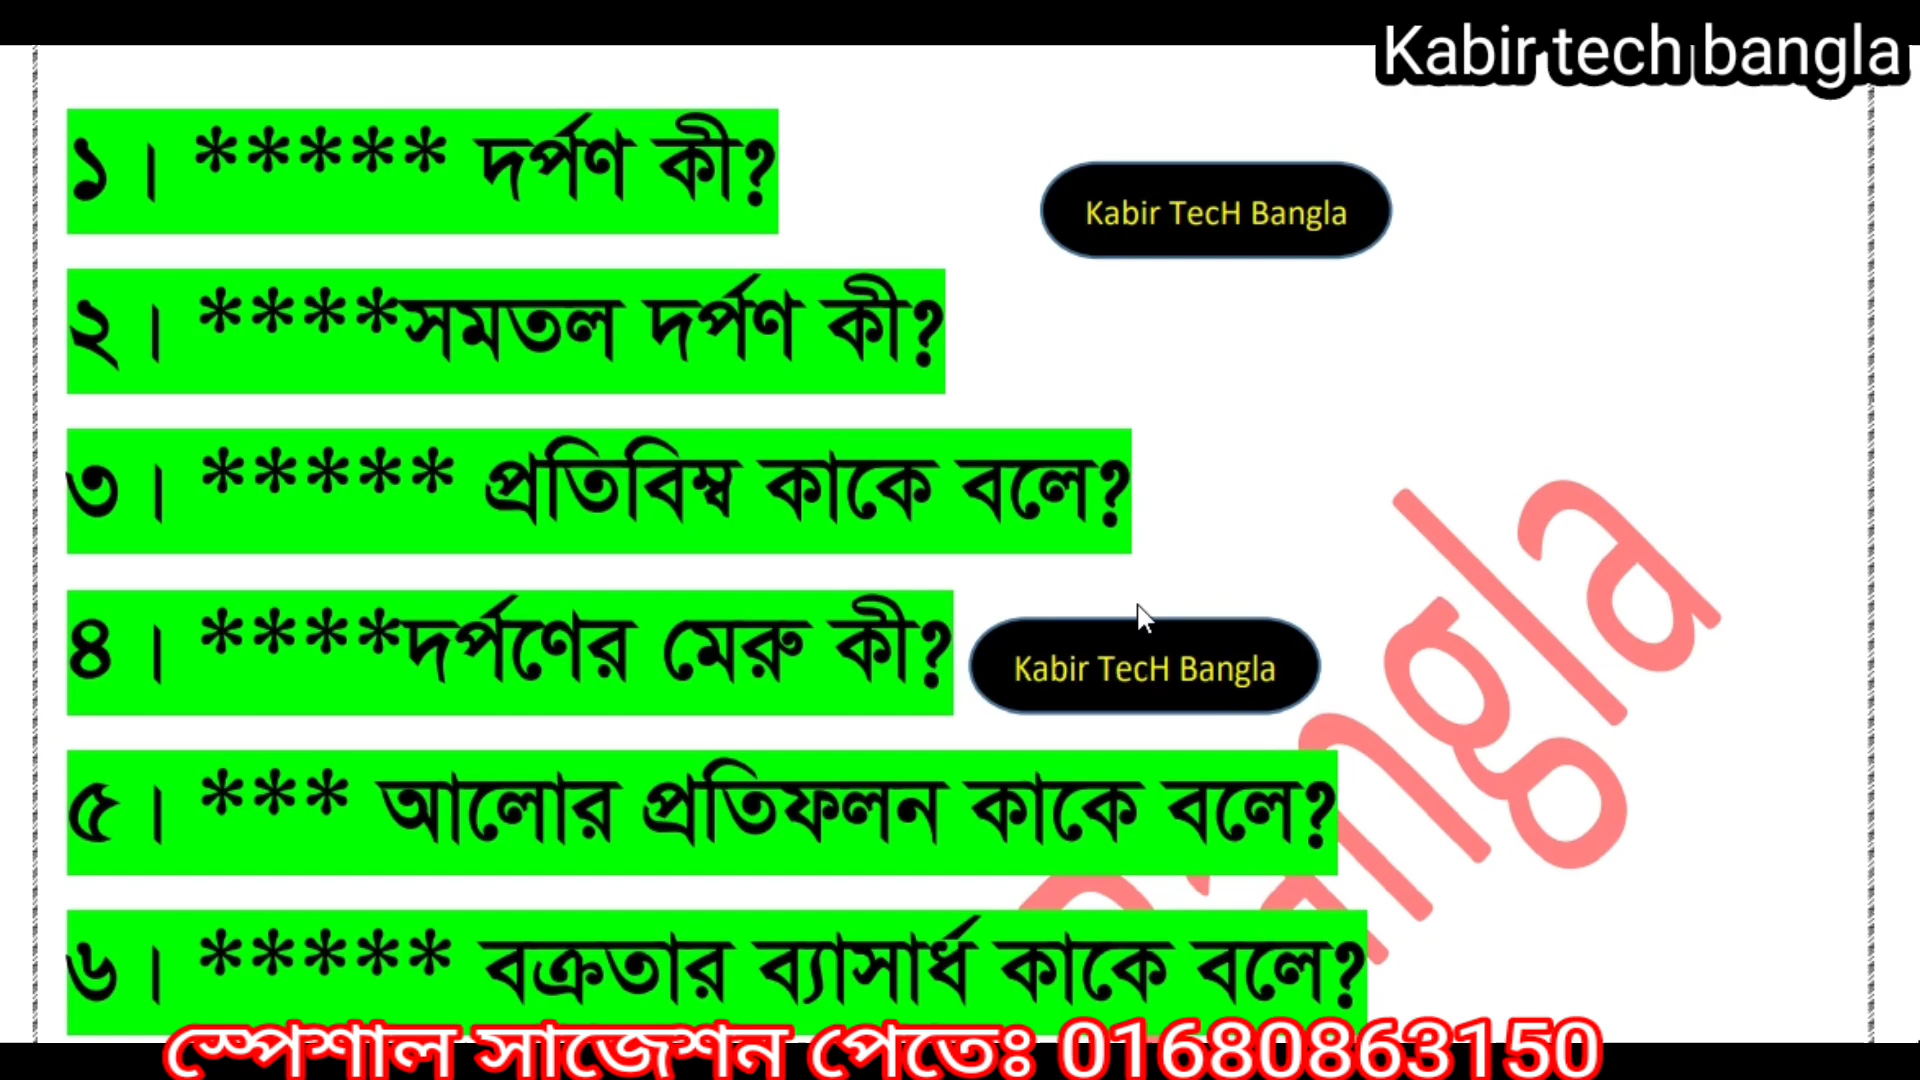 Kabir tech bangla
১। ***** দর্পণ কী?
Kabir TecH Bangla
২। ****সমতল দর্পণ কী?
৩। ***** প্রতিবিম্ব কাকে বলে?
৪। ****দর্পণের মেরু কী?
Kabir TecH Bangla
৫। *** আলোর প্রতিফলন কাকে বলে?
৬। ***** বক্রতার ব্যাসার্ধ কাকে বলে?
স্পেশাল সাজেশন পেতেঃ 01680863150